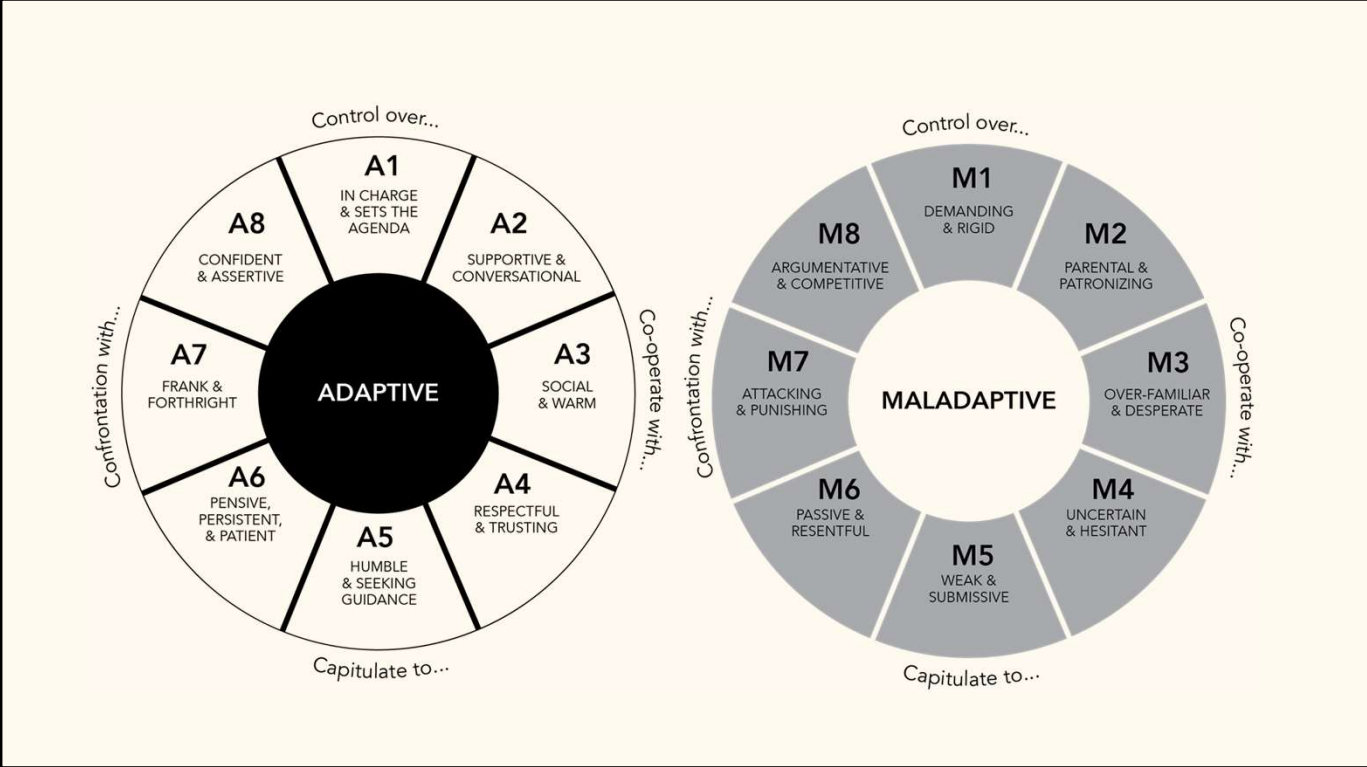 Control over...
A1
IN CHARGE
& SETS THE
AGENDA
A2
SUPPORTIVE &
CONVERSATIONAL
A3
SOCIAL
& WARM
A4
RESPECTFUL
& TRUSTING
A5
HUMBLE
& SEEKING
GUIDANCE
A6
PENSIVE,
PERSISTENT,
& PATIENT
A7
FRANK &
FORTHRIGHT
A8
CONFIDENT
& ASSERTIVE
ADAPTIVE
Co-operate with...
Capitulate to...
Confrontation with...
Control over...
M1
DEMANDING
& RIGID
M2
PARENTAL &
PATRONIZING
M3
OVER-FAMILIAR
& DESPERATE
M4
UNCERTAIN
& HESITANT
M5
WEAK &
SUBMISSIVE
M6
PASSIVE &
RESENTFUL
M7
ATTACKING
& PUNISHING
M8
ARGUMENTATIVE
& COMPETITIVE
MALADAPTIVE
Co-operate with...
Capitulate to...
Confrontation with...